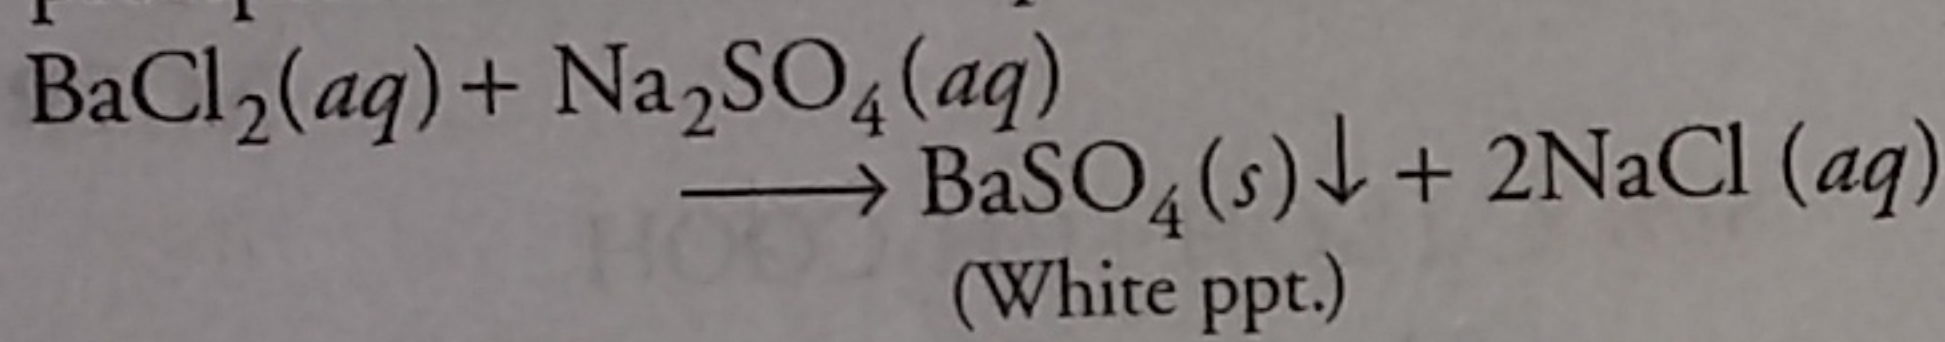 BaCl₂(aq) + Na₂SO₄(aq)
⟶ BaSO₄(s)↓ + 2NaCl (aq)
(White ppt.)